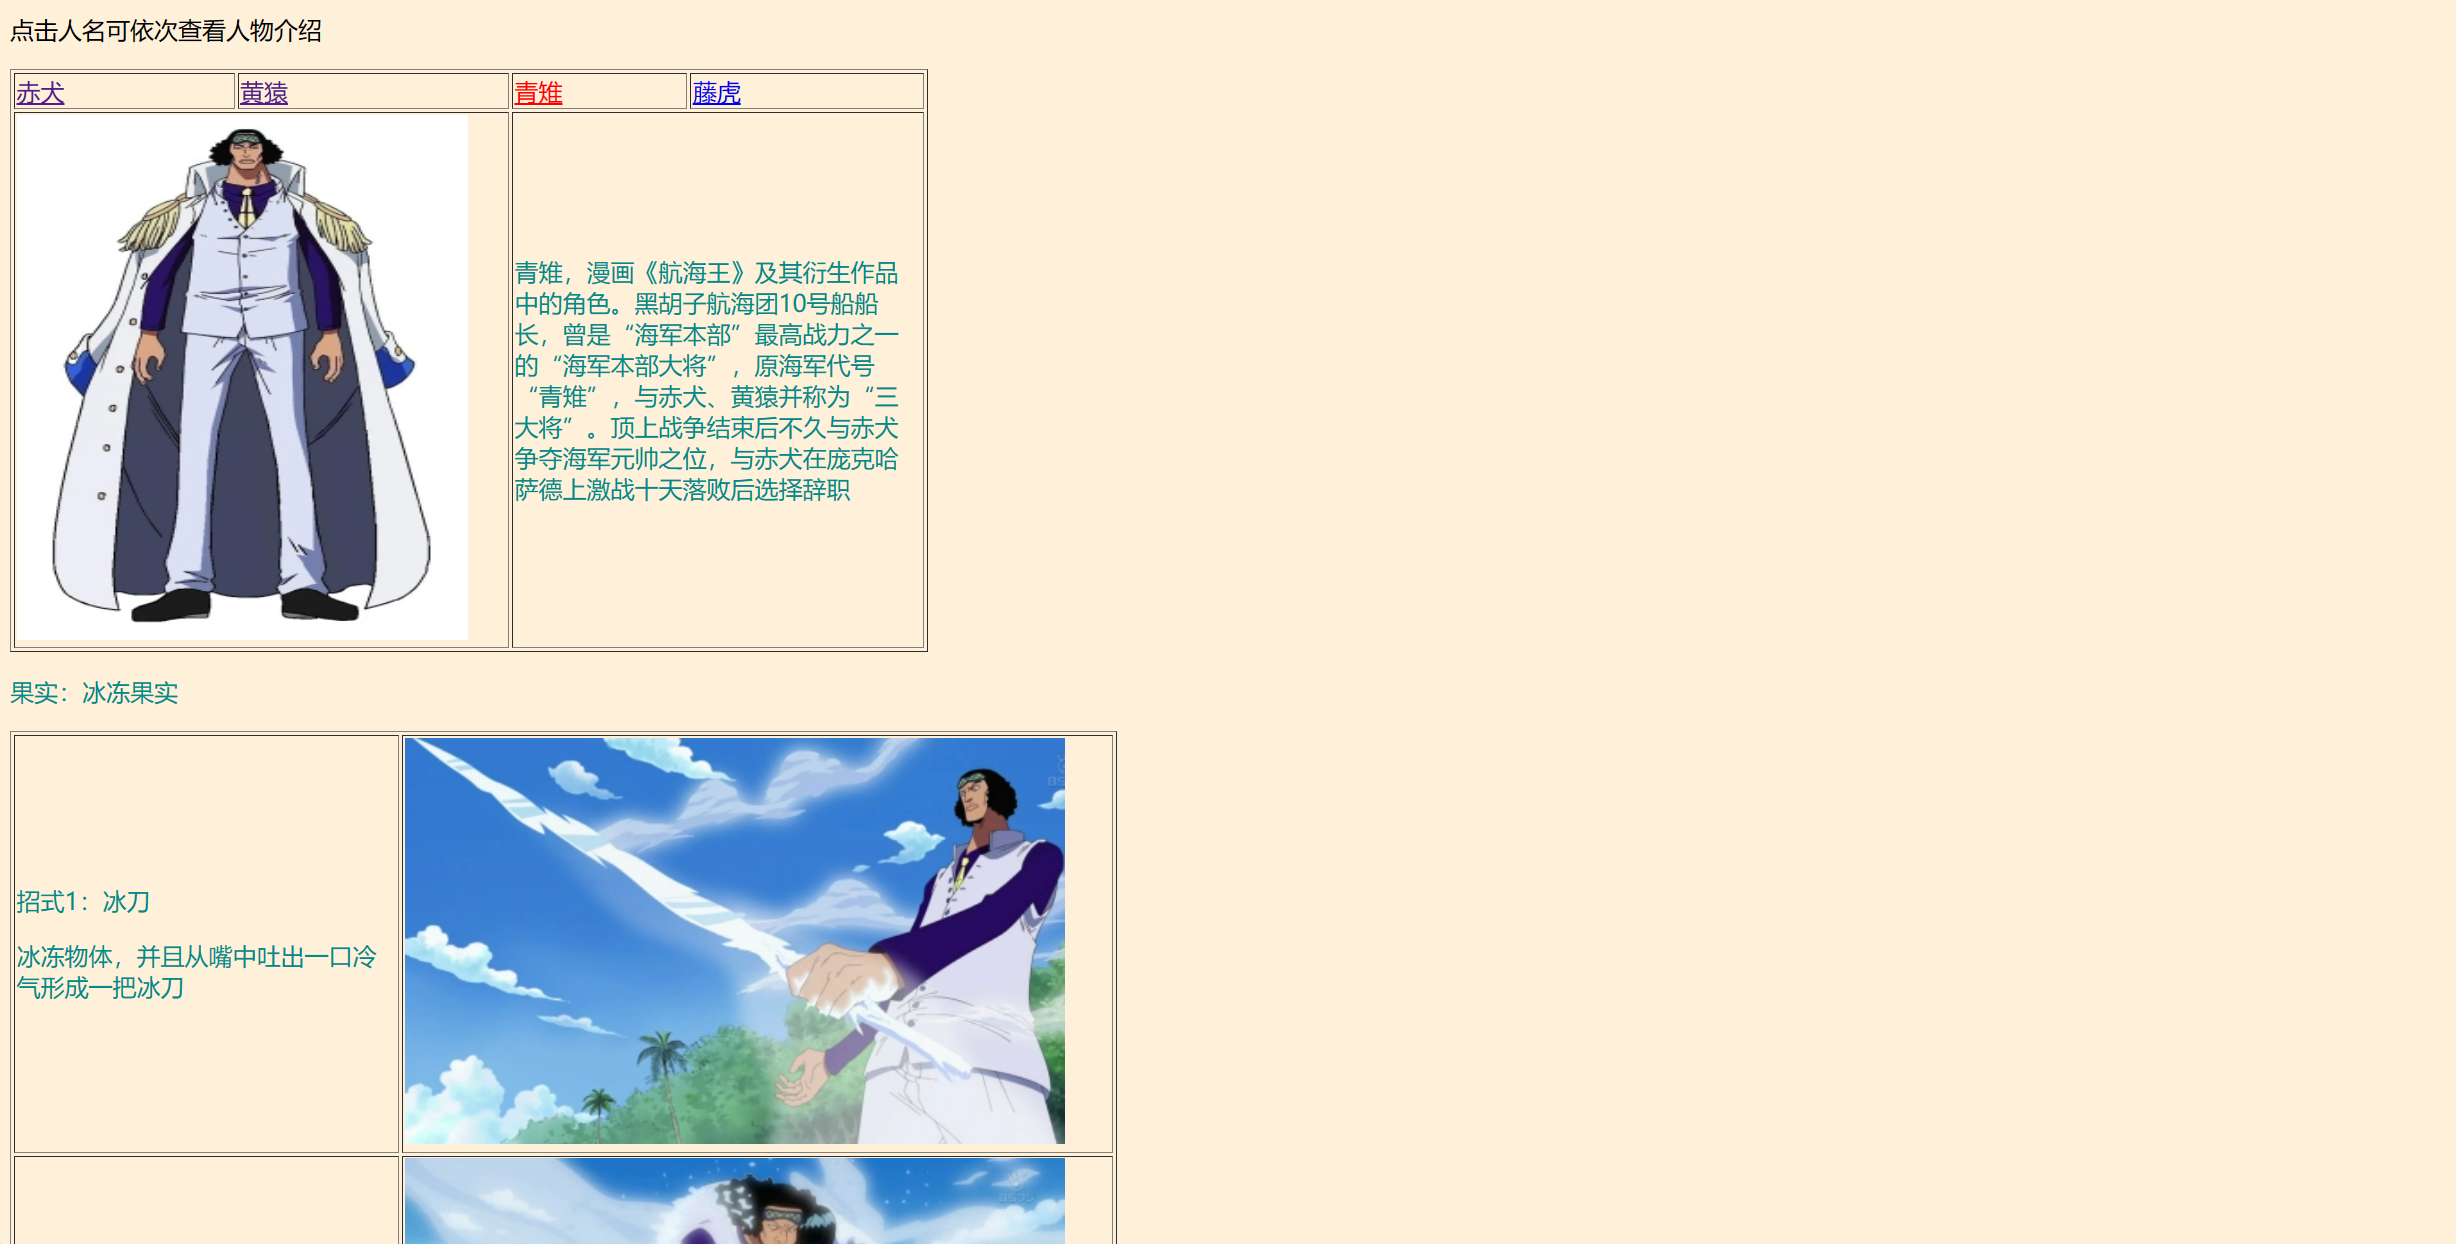 点击人名可依次查看人物介绍
赤犬 黄猿 青雉 藤虎
青雉，漫画《航海王》及其衍生作品
中的角色。黑胡子航海团10号船船
长，曾是“海军本部”最高战力之一
的“海军本部大将”，原海军代号
“青雉”，与赤犬、黄猿并称为“三
大将”。顶上战争结束后不久与赤犬
争夺海军元帅之位，与赤犬在庞克哈
萨德上激战十天落败后选择辞职
果实：冰冻果实
招式1：冰刀
冰冻物体，并且从嘴中吐出一口冷
气形成一把冰刀